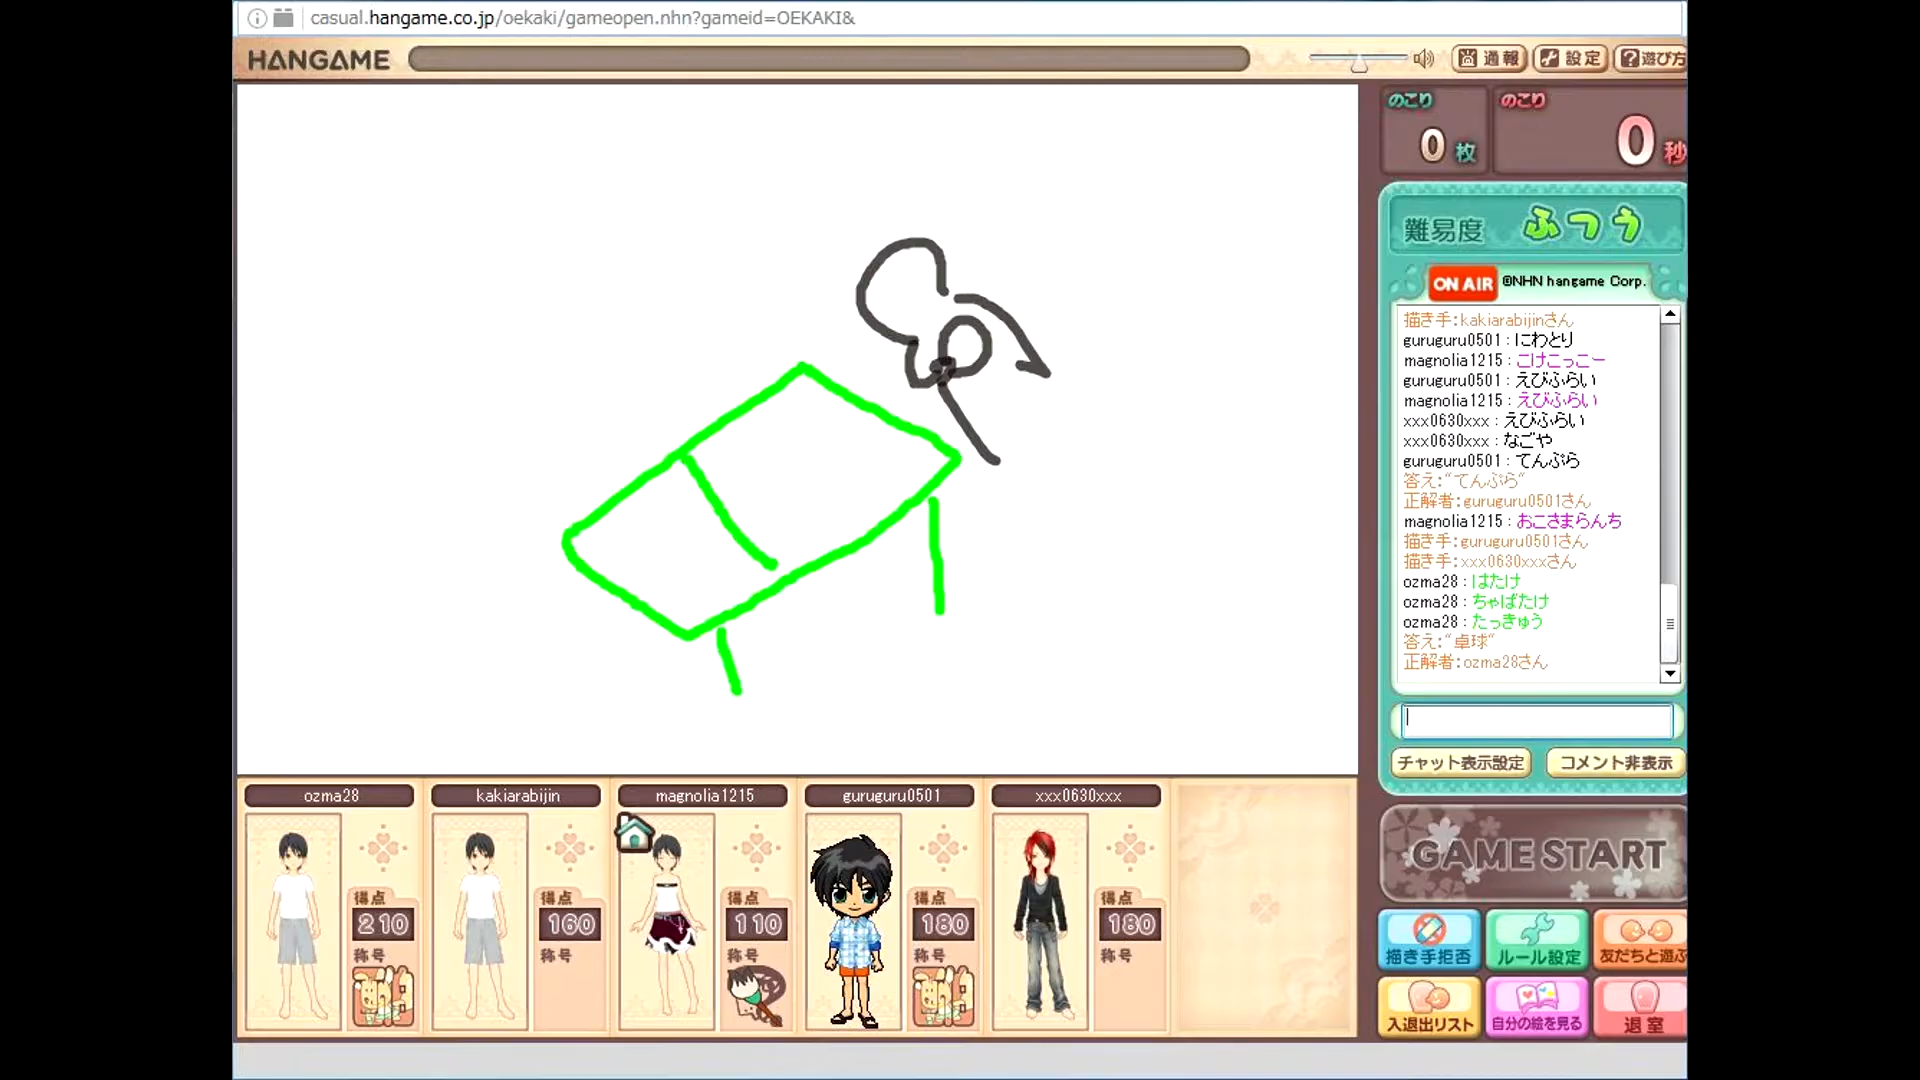 casual.hangame.co.jp/oekaki/gameopen.nhn?gameid=OEKAKI&
HANGAME
通報
設定
遊び方
のこり
0枚
のこり
0秒
難易度 ふつう
ON AIR ©NHN hangame Corp.
描き手:kakiarabijinさん
guruguru0501 : にわとり
magnolia1215 : こけこっこー
guruguru0501 : えびふらい
magnolia1215 : えびふらい
xxx0630xxx : えびふらい
xxx0630xxx : なごや
guruguru0501 : てんぷら
答え:"てんぷら"
正解者:guruguru0501さん
magnolia1215 : おこさまらんち
描き手:guruguru0501さん
描き手:xxx0630xxxさん
ozma28 : はたけ
ozma28 : ちゃばたけ
ozma28 : たっきゅう
答え:"卓球"
正解者:ozma28さん
チャット表示設定
コメント非表示
ozma28
得点
210
称号
kakiarabijin
得点
160
称号
magnolia1215
得点
110
称号
guruguru0501
得点
180
称号
xxx0630xxx
得点
180
称号
GAME START
描き手拒否
ルール設定
友だちと遊ぶ
入退出リスト
自分の絵を見る
退室